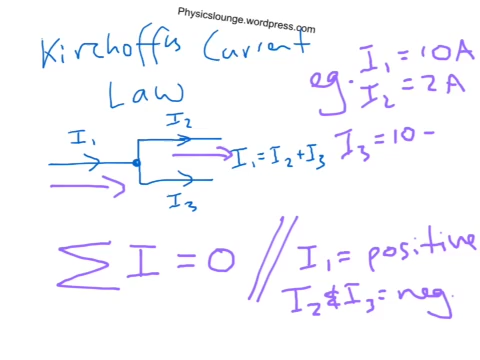 Physicslounge.wordpress.com
Kirchoffs Current
Law
eg. I₁ = 10A
I₂ = 2A
I₃ = 10 -
I₁
I₂
I₃
I₁ = I₂ + I₃
∑ I = 0 // I₁ = positive
I₂ & I₃ = neg.